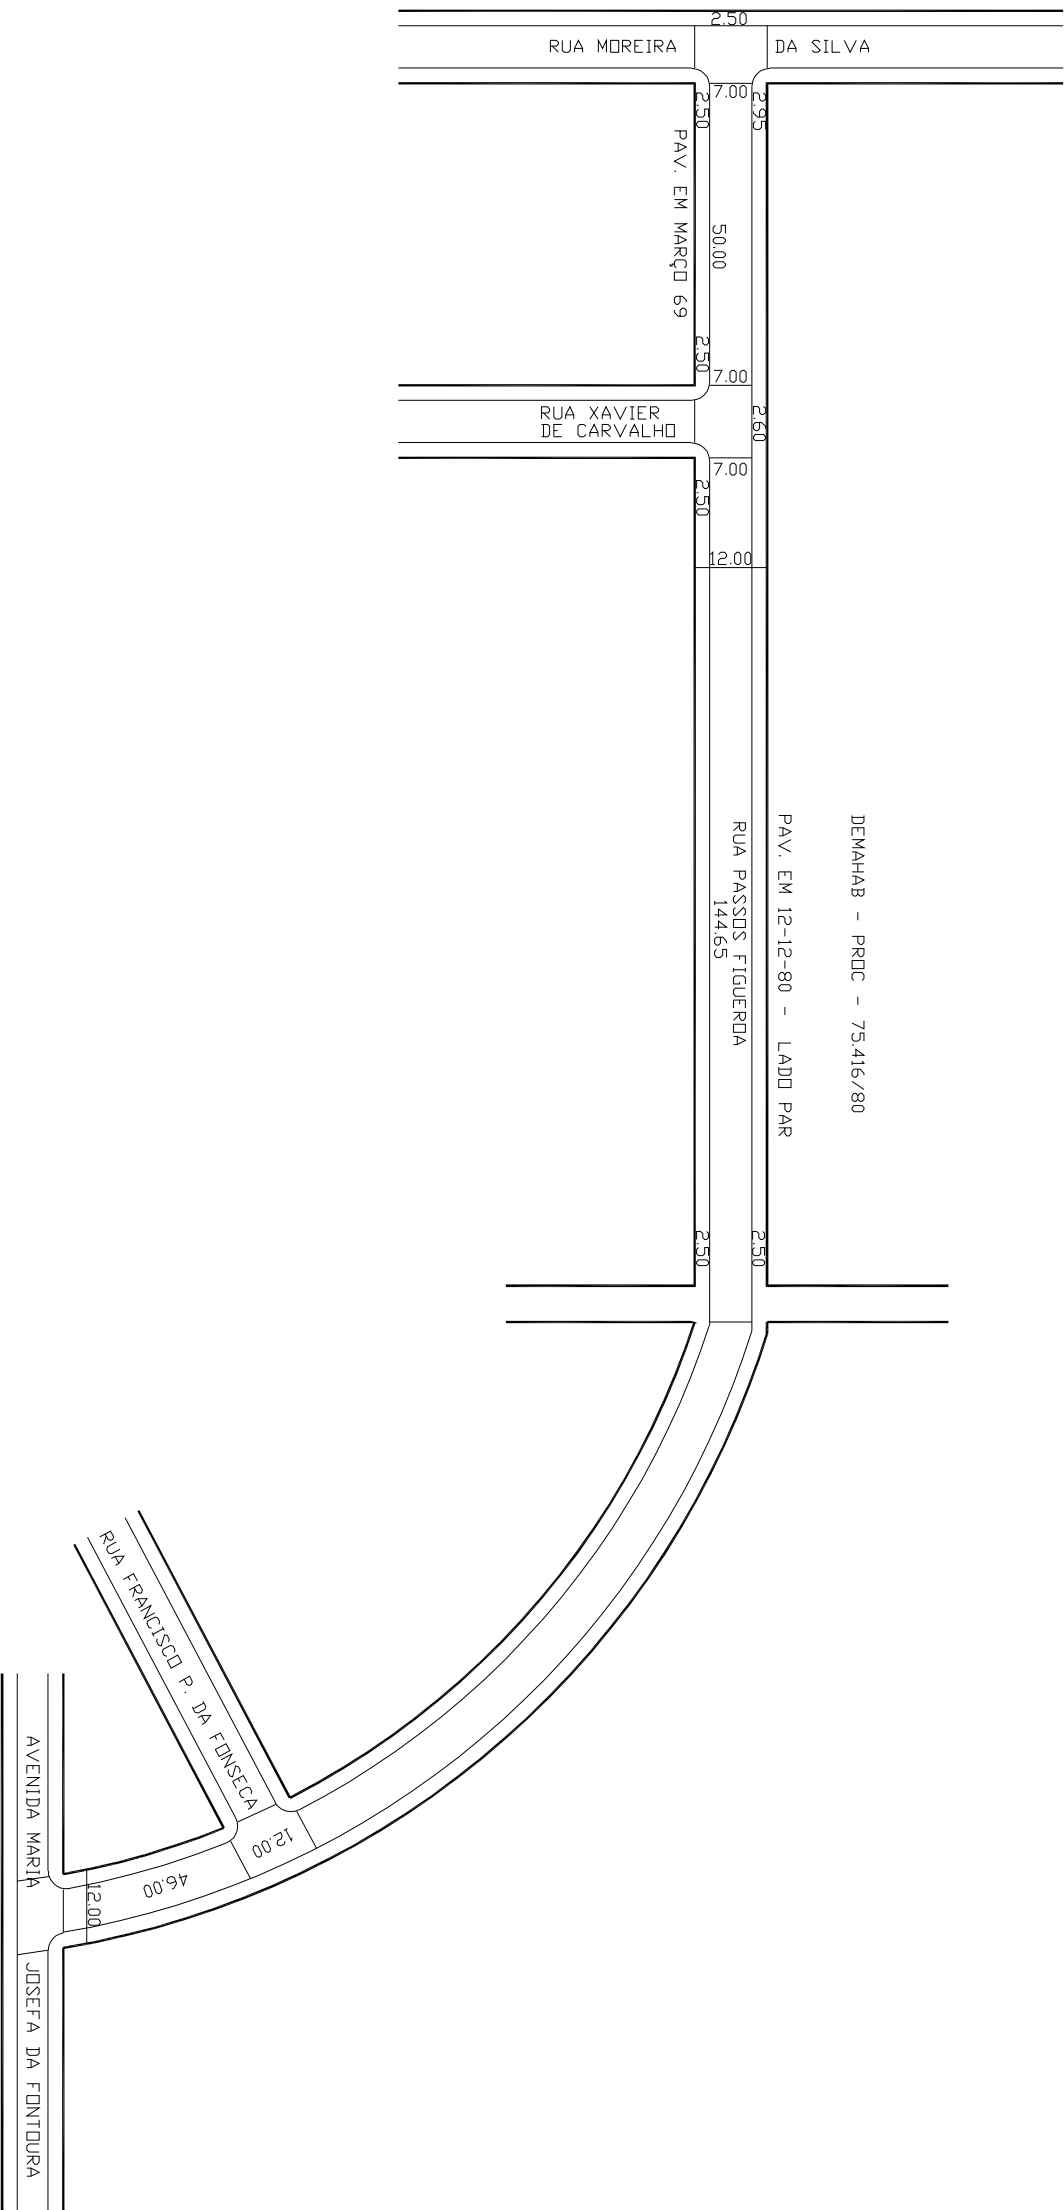 2.50
RUA MOREIRA DA SILVA
7.00
2.50
2.95
PAV. EM MARÇO 69
50.00
2.50
7.00
RUA XAVIER
DE CARVALHO
2.60
7.00
2.50
12.00
DEMAHAB - PROC - 75.416/80
PAV. EM 12-12-80 - LADO PAR
RUA PASSOS FIGUEROA
144.65
2.50
2.50
RUA FRANCISCO P. DA FONSECA
12.00
46.00
12.00
AVENIDA MARIA JOSEFA DA FONTOURA